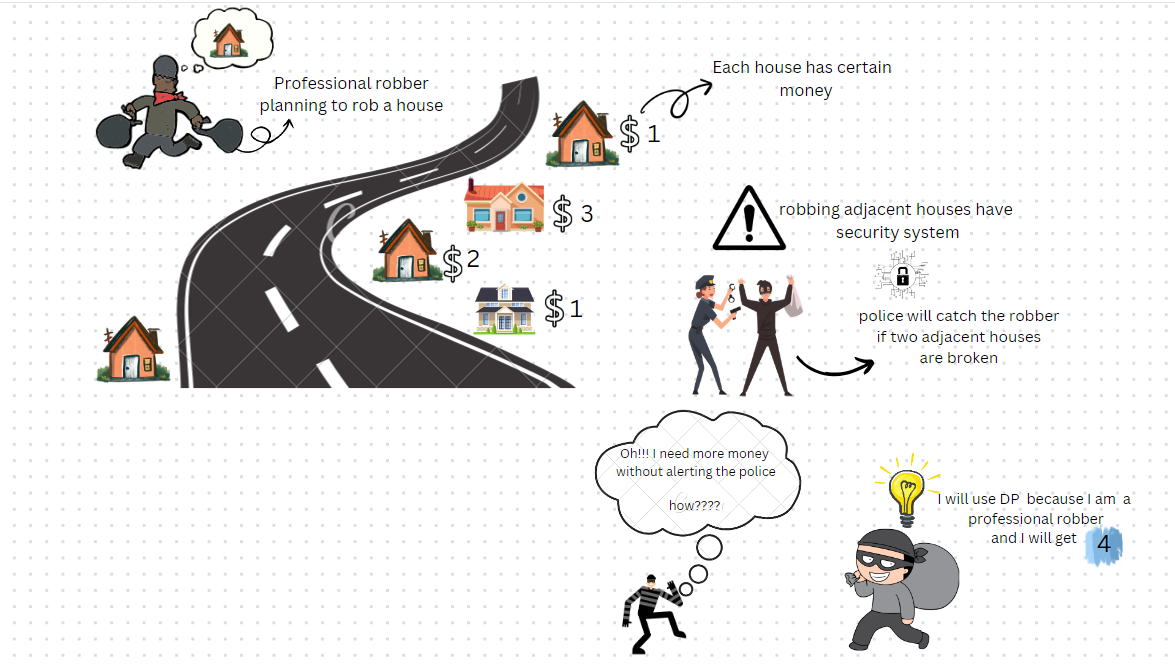 Professional robber
planning to rob a house
Each house has certain
money
$ 1
$ 3
$ 2
$ 1
robbing adjacent houses have
security system
police will catch the robber
if two adjacent houses
are broken
Oh!!! I need more money
without alerting the police
how????
I will use DP because I am a
professional robber
and I will get 4